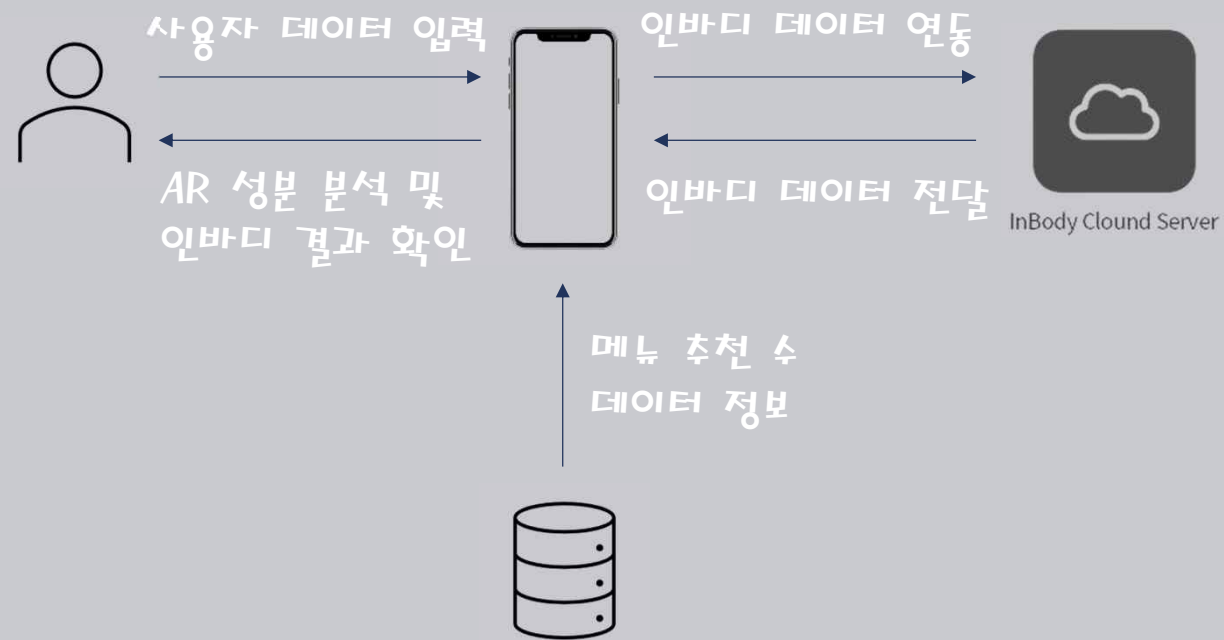 사용자 데이터 입력
인바디 데이터 연동
AR 성분 분석 및
인바디 결과 확인
인바디 데이터 전달
InBody Clound Server
메뉴 추천 수
데이터 정보